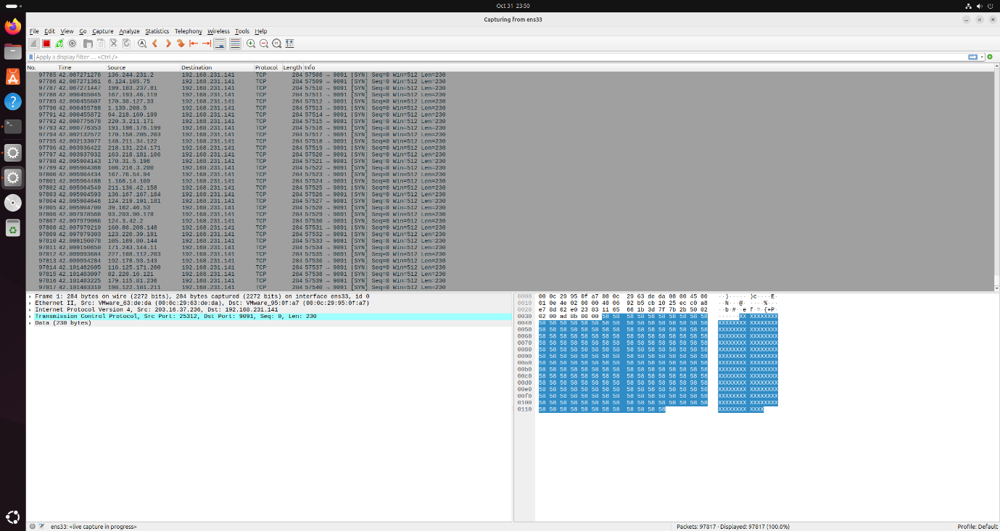 Oct 31 23:50
Capturing from ens33
File Edit View Go Capture Analyze Statistics Telephony Wireless Tools Help
Apply a display filter … <Ctrl-/>
No. Time Source Destination Protocol Length Info
97785 42.087271276 136.244.231.2 192.168.231.141 TCP 284 57508 → 9091 [SYN] Seq=0 Win=512 Len=230
97786 42.087271361 6.124.105.75 192.168.231.141 TCP 284 57509 → 9091 [SYN] Seq=0 Win=512 Len=230
97787 42.087271447 199.183.237.81 192.168.231.141 TCP 284 57510 → 9091 [SYN] Seq=0 Win=512 Len=230
97788 42.090455045 167.193.46.119 192.168.231.141 TCP 284 57511 → 9091 [SYN] Seq=0 Win=512 Len=230
97789 42.090455607 170.30.127.33 192.168.231.141 TCP 284 57512 → 9091 [SYN] Seq=0 Win=512 Len=230
97790 42.090455788 1.139.208.5 192.168.231.141 TCP 284 57513 → 9091 [SYN] Seq=0 Win=512 Len=230
97791 42.090455872 94.218.160.199 192.168.231.141 TCP 284 57514 → 9091 [SYN] Seq=0 Win=512 Len=230
97792 42.090775678 220.3.211.171 192.168.231.141 TCP 284 57515 → 9091 [SYN] Seq=0 Win=512 Len=230
97793 42.090776353 191.196.176.199 192.168.231.141 TCP 284 57516 → 9091 [SYN] Seq=0 Win=512 Len=230
97794 42.092132572 170.158.205.203 192.168.231.141 TCP 284 57517 → 9091 [SYN] Seq=0 Win=512 Len=230
97795 42.092133077 148.211.34.122 192.168.231.141 TCP 284 57518 → 9091 [SYN] Seq=0 Win=512 Len=230
97796 42.093936422 218.131.224.171 192.168.231.141 TCP 284 57519 → 9091 [SYN] Seq=0 Win=512 Len=230
97797 42.093937032 163.218.181.106 192.168.231.141 TCP 284 57520 → 9091 [SYN] Seq=0 Win=512 Len=230
97798 42.095904143 170.31.5.196 192.168.231.141 TCP 284 57521 → 9091 [SYN] Seq=0 Win=512 Len=230
97799 42.095904366 106.216.3.200 192.168.231.141 TCP 284 57522 → 9091 [SYN] Seq=0 Win=512 Len=230
97800 42.095904434 167.76.54.94 192.168.231.141 TCP 284 57523 → 9091 [SYN] Seq=0 Win=512 Len=230
97801 42.095904488 1.168.14.169 192.168.231.141 TCP 284 57524 → 9091 [SYN] Seq=0 Win=512 Len=230
97802 42.095904540 211.136.42.158 192.168.231.141 TCP 284 57525 → 9091 [SYN] Seq=0 Win=512 Len=230
97803 42.095904593 136.167.167.184 192.168.231.141 TCP 284 57526 → 9091 [SYN] Seq=0 Win=512 Len=230
97804 42.095904646 124.219.191.181 192.168.231.141 TCP 284 57527 → 9091 [SYN] Seq=0 Win=512 Len=230
97805 42.095904700 39.162.46.53 192.168.231.141 TCP 284 57528 → 9091 [SYN] Seq=0 Win=512 Len=230
97806 42.097978568 93.203.90.178 192.168.231.141 TCP 284 57529 → 9091 [SYN] Seq=0 Win=512 Len=230
97807 42.097979086 124.3.42.2 192.168.231.141 TCP 284 57530 → 9091 [SYN] Seq=0 Win=512 Len=230
97808 42.097979219 160.80.208.148 192.168.231.141 TCP 284 57531 → 9091 [SYN] Seq=0 Win=512 Len=230
97809 42.097979303 123.220.39.191 192.168.231.141 TCP 284 57532 → 9091 [SYN] Seq=0 Win=512 Len=230
97810 42.099150078 105.169.80.144 192.168.231.141 TCP 284 57533 → 9091 [SYN] Seq=0 Win=512 Len=230
97811 42.099150650 171.243.144.11 192.168.231.141 TCP 284 57534 → 9091 [SYN] Seq=0 Win=512 Len=230
97812 42.099993684 227.108.112.203 192.168.231.141 TCP 284 57535 → 9091 [SYN] Seq=0 Win=512 Len=230
97813 42.099994284 192.178.93.143 192.168.231.141 TCP 284 57536 → 9091 [SYN] Seq=0 Win=512 Len=230
97814 42.101482605 116.125.171.200 192.168.231.141 TCP 284 57537 → 9091 [SYN] Seq=0 Win=512 Len=230
97815 42.101483097 82.220.16.121 192.168.231.141 TCP 284 57538 → 9091 [SYN] Seq=0 Win=512 Len=230
97816 42.101483225 179.115.81.236 192.168.231.141 TCP 284 57539 → 9091 [SYN] Seq=0 Win=512 Len=230
97817 42.101483310 198.122.181.211 192.168.231.141 TCP 284 57540 → 9091 [SYN] Seq=0 Win=512 Len=230
Frame 1: 284 bytes on wire (2272 bits), 284 bytes captured (2272 bits) on interface ens33, id 0
Ethernet II, Src: VMware_63:de:da (00:0c:29:63:de:da), Dst: VMware_95:0f:a7 (00:0c:29:95:0f:a7)
Internet Protocol Version 4, Src: 203.16.37.236, Dst: 192.168.231.141
Transmission Control Protocol, Src Port: 25312, Dst Port: 9091, Seq: 0, Len: 230
Data (230 bytes)
0000 00 0c 29 95 0f a7 00 0c 29 63 de da 08 00 45 00 ··)····· )c····E·
0010 01 0e 4e 02 00 00 40 06 92 b5 cb 10 25 ec c0 a8 ··N···@· ····%···
0020 e7 8d 62 e0 23 83 11 65 66 1b 3d 7f 7b 2b 50 02 ··b·#··e f·=·{+P·
0030 02 00 ad 8b 00 00 58 58 58 58 58 58 58 58 58 58 ······XX XXXXXXXX
0040 58 58 58 58 58 58 58 58 58 58 58 58 58 58 58 58 XXXXXXXX XXXXXXXX
0050 58 58 58 58 58 58 58 58 58 58 58 58 58 58 58 58 XXXXXXXX XXXXXXXX
0060 58 58 58 58 58 58 58 58 58 58 58 58 58 58 58 58 XXXXXXXX XXXXXXXX
0070 58 58 58 58 58 58 58 58 58 58 58 58 58 58 58 58 XXXXXXXX XXXXXXXX
0080 58 58 58 58 58 58 58 58 58 58 58 58 58 58 58 58 XXXXXXXX XXXXXXXX
0090 58 58 58 58 58 58 58 58 58 58 58 58 58 58 58 58 XXXXXXXX XXXXXXXX
00a0 58 58 58 58 58 58 58 58 58 58 58 58 58 58 58 58 XXXXXXXX XXXXXXXX
00b0 58 58 58 58 58 58 58 58 58 58 58 58 58 58 58 58 XXXXXXXX XXXXXXXX
00c0 58 58 58 58 58 58 58 58 58 58 58 58 58 58 58 58 XXXXXXXX XXXXXXXX
00d0 58 58 58 58 58 58 58 58 58 58 58 58 58 58 58 58 XXXXXXXX XXXXXXXX
00e0 58 58 58 58 58 58 58 58 58 58 58 58 58 58 58 58 XXXXXXXX XXXXXXXX
00f0 58 58 58 58 58 58 58 58 58 58 58 58 58 58 58 58 XXXXXXXX XXXXXXXX
0100 58 58 58 58 58 58 58 58 58 58 58 58 58 58 58 58 XXXXXXXX XXXXXXXX
0110 58 58 58 58 58 58 58 58 58 58 58 58 XXXXXXXX XXXX
ens33: <live capture in progress>
Packets: 97817 · Displayed: 97817 (100.0%)
Profile: Default